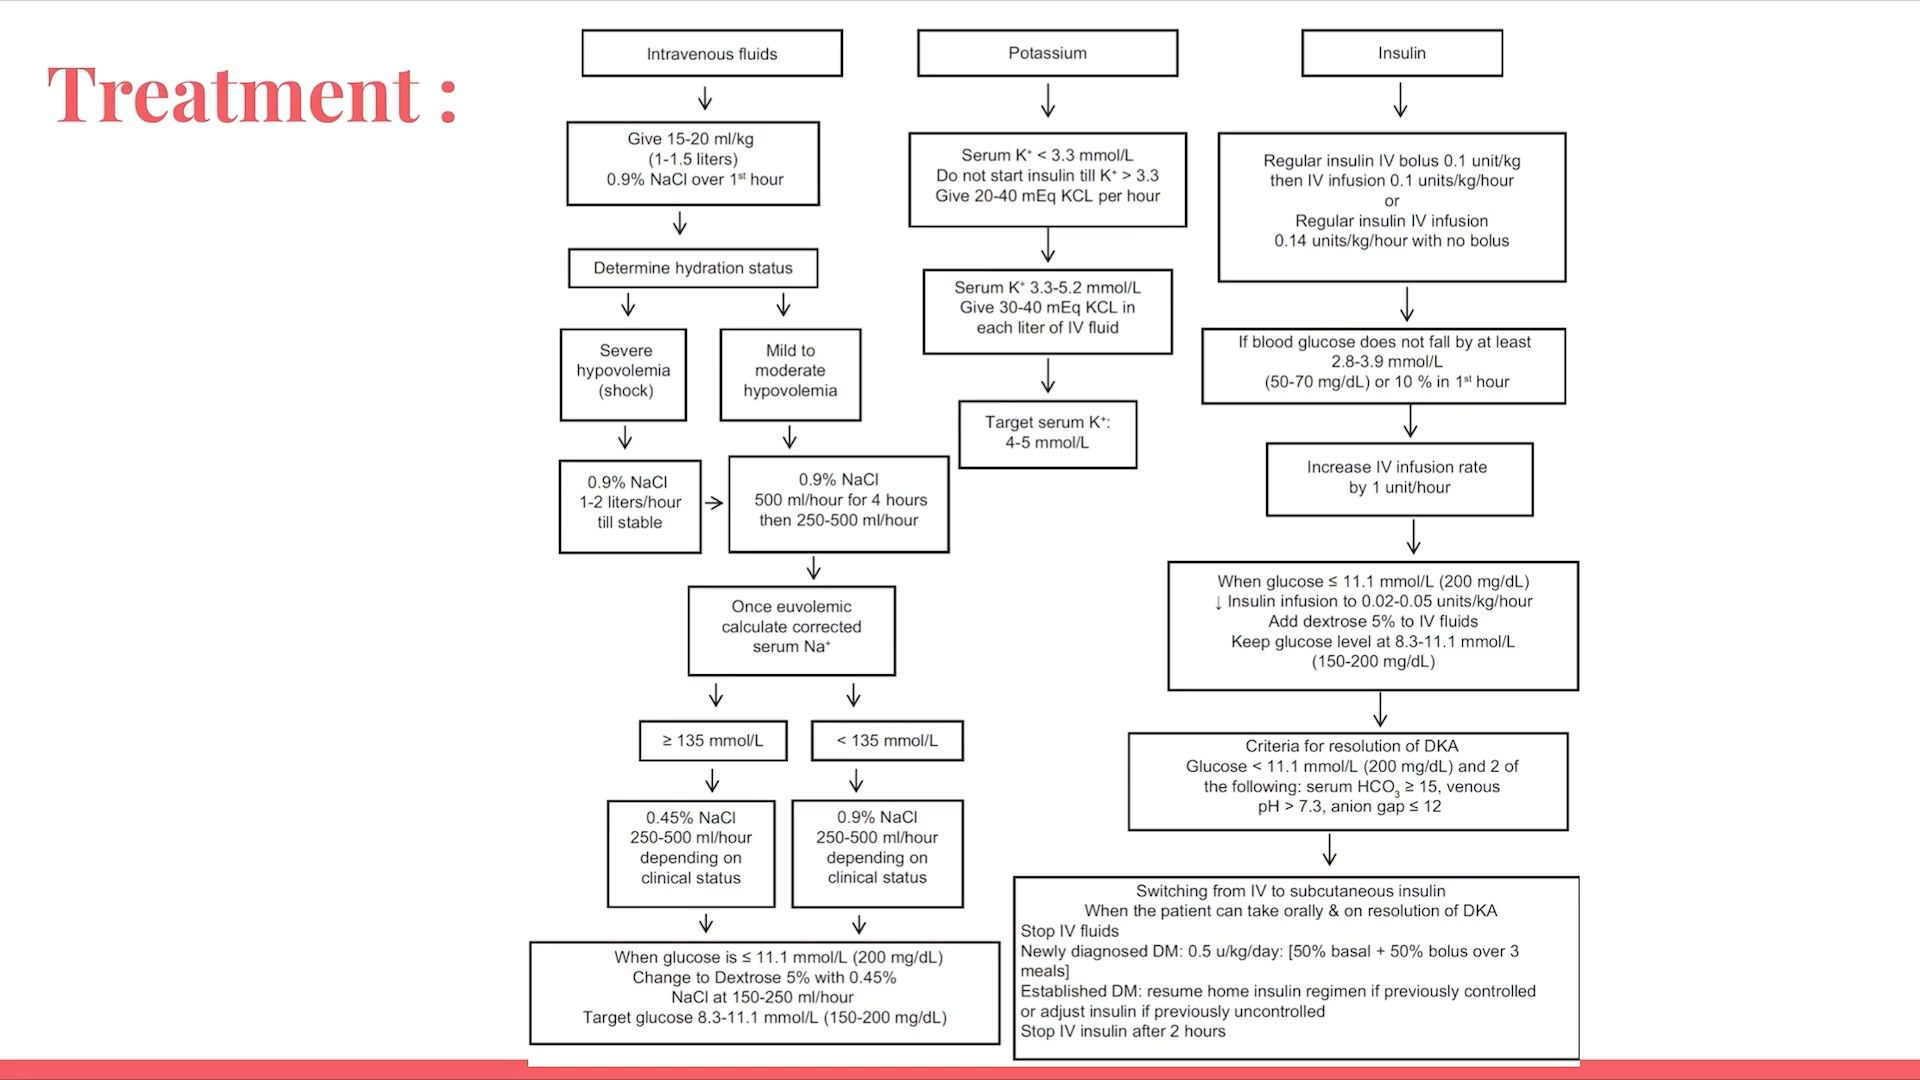 Treatment :
Intravenous fluids
Give 15-20 ml/kg
(1-1.5 liters)
0.9% NaCl over 1st hour
Determine hydration status
Severe
hypovolemia
(shock)
Mild to
moderate
hypovolemia
0.9% NaCl
1-2 liters/hour
till stable
0.9% NaCl
500 ml/hour for 4 hours
then 250-500 ml/hour
Once euvolemic
calculate corrected
serum Na⁺
≥ 135 mmol/L
< 135 mmol/L
0.45% NaCl
250-500 ml/hour
depending on
clinical status
0.9% NaCl
250-500 ml/hour
depending on
clinical status
When glucose is ≤ 11.1 mmol/L (200 mg/dL)
Change to Dextrose 5% with 0.45%
NaCl at 150-250 ml/hour
Target glucose 8.3-11.1 mmol/L (150-200 mg/dL)
Potassium
Serum K⁺ < 3.3 mmol/L
Do not start insulin till K⁺ > 3.3
Give 20-40 mEq KCL per hour
Serum K⁺ 3.3-5.2 mmol/L
Give 30-40 mEq KCL in
each liter of IV fluid
Target serum K⁺:
4-5 mmol/L
Insulin
Regular insulin IV bolus 0.1 unit/kg
then IV infusion 0.1 units/kg/hour
or
Regular insulin IV infusion
0.14 units/kg/hour with no bolus
If blood glucose does not fall by at least
2.8-3.9 mmol/L
(50-70 mg/dL) or 10 % in 1st hour
Increase IV infusion rate
by 1 unit/hour
When glucose ≤ 11.1 mmol/L (200 mg/dL)
↓ Insulin infusion to 0.02-0.05 units/kg/hour
Add dextrose 5% to IV fluids
Keep glucose level at 8.3-11.1 mmol/L
(150-200 mg/dL)
Criteria for resolution of DKA
Glucose < 11.1 mmol/L (200 mg/dL) and 2 of
the following: serum HCO₃ ≥ 15, venous
pH > 7.3, anion gap ≤ 12
Switching from IV to subcutaneous insulin
When the patient can take orally & on resolution of DKA
Stop IV fluids
Newly diagnosed DM: 0.5 u/kg/day: [50% basal + 50% bolus over 3
meals]
Established DM: resume home insulin regimen if previously controlled
or adjust insulin if previously uncontrolled
Stop IV insulin after 2 hours